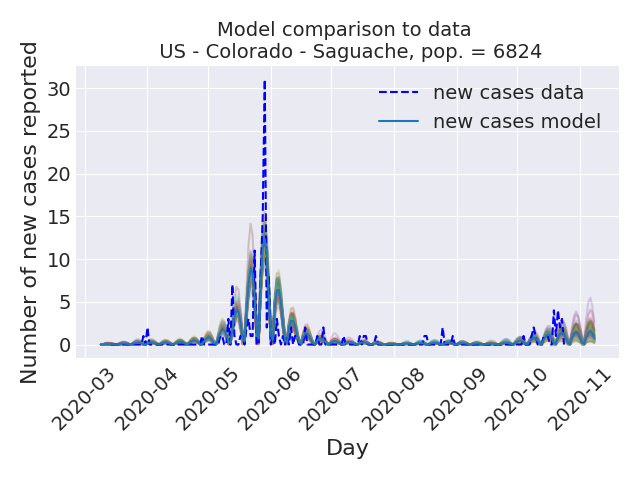 Model comparison to data
US - Colorado - Saguache, pop. = 6824
Number of new cases reported
30
25
20
15
10
5
0
new cases data
new cases model
2020-03
2020-04
2020-05
2020-06
2020-07
2020-08
2020-09
2020-10
2020-11
Day